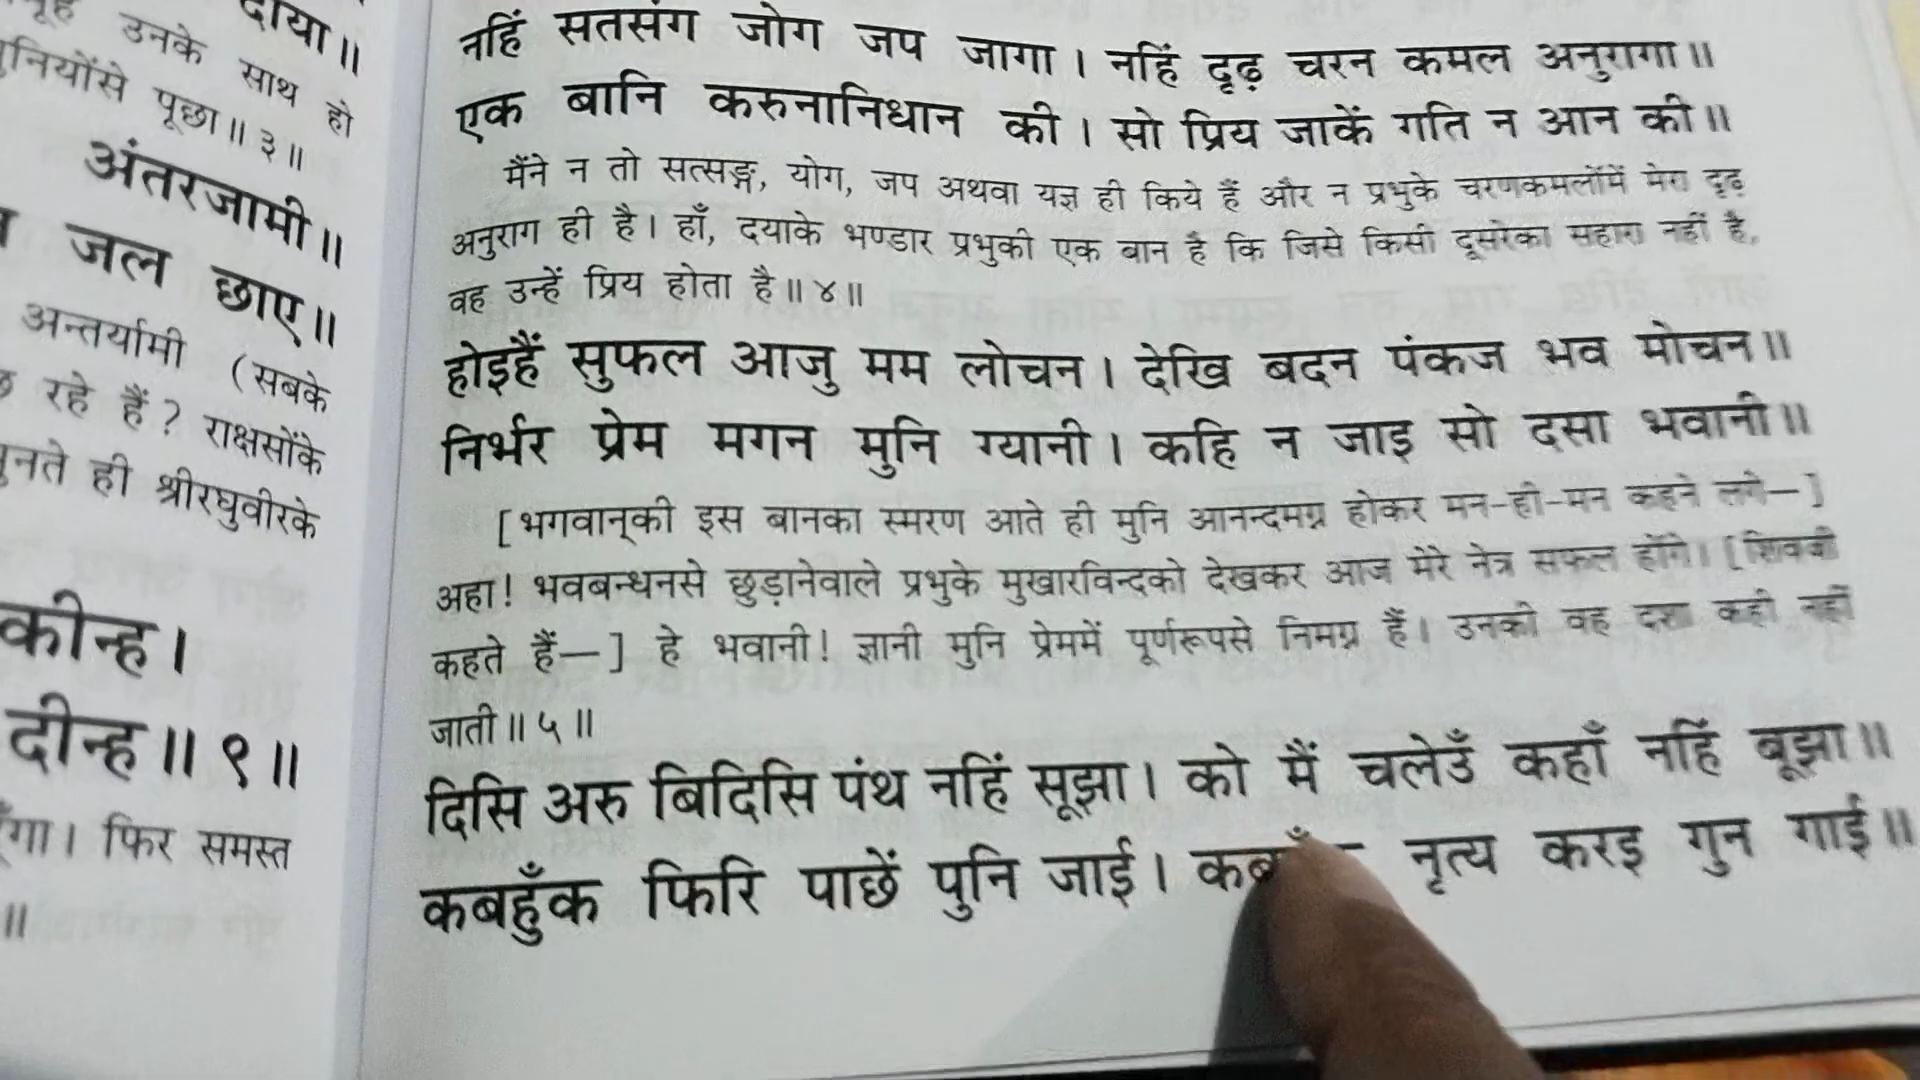 दाया॥
उनके साथ हो
पूछा॥३॥
अंतरजामी॥
जल छाए॥
अन्तर्यामी (सबके
रहे हैं? राक्षसोंके
ही श्रीरघुवीरके
कीन्ह।
दीन्ह॥९॥
फिर समस्त
॥
नहिं सतसंग जोग जप जागा। नहिं दृढ़ चरन कमल अनुरागा॥
एक बानि करुनानिधान की। सो प्रिय जाकें गति न आन की॥
मैंने न तो सत्सङ्ग, योग, जप अथवा यज्ञ ही किये हैं और न प्रभुके चरणकमलोंमें मेरा दृढ़
अनुराग ही है। हाँ, दयाके भण्डार प्रभुकी एक बान है कि जिसे किसी दूसरेका सहारा नहीं है,
वह उन्हें प्रिय होता है॥४॥
होइहैं सुफल आजु मम लोचन। देखि बदन पंकज भव मोचन॥
निर्भर प्रेम मगन मुनि ग्यानी। कहि न जाइ सो दसा भवानी॥
[भगवान्‌की इस बानका स्मरण आते ही मुनि आनन्दमग्न होकर मन-ही-मन कहने लगे—]
अहा! भवबन्धनसे छुड़ानेवाले प्रभुके मुखारविन्दको देखकर आज मेरे नेत्र सफल होंगे। [शिवजी
कहते हैं—] हे भवानी! ज्ञानी मुनि प्रेममें पूर्णरूपसे निमग्न हैं। उनकी वह दशा कही नहीं
जाती॥५॥
दिसि अरु बिदिसि पंथ नहिं सूझा। को मैं चलेउँ कहाँ नहिं बूझा॥
कबहुँक फिरि पाछें पुनि जाई। नृत्य करइ गुन गाई॥